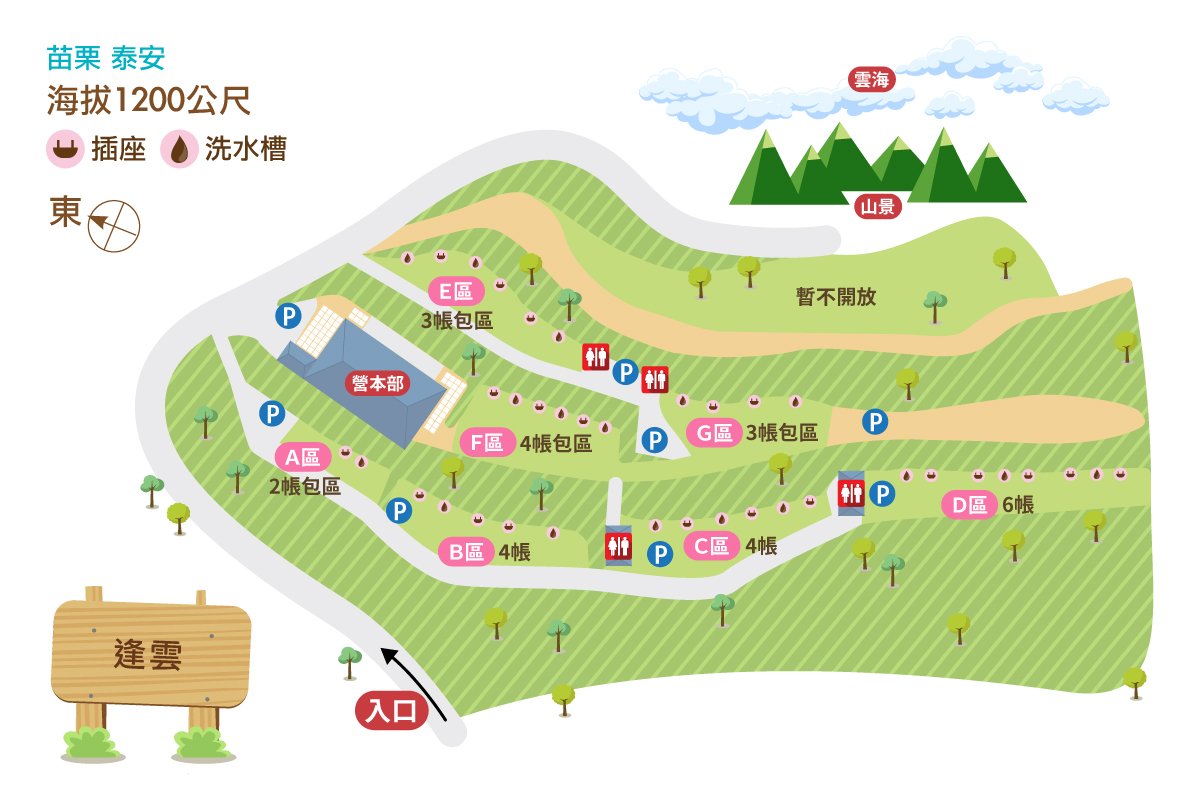 苗栗 泰安
海拔1200公尺
插座 洗水槽
東
雲海
山景
暫不開放
E區
3帳包區
P
營本部
P
P
P
F區 4帳包區
P
G區 3帳包區
P
A區
2帳包區
P
B區 4帳
P
C區 4帳
P
D區 6帳
逢雲
入口